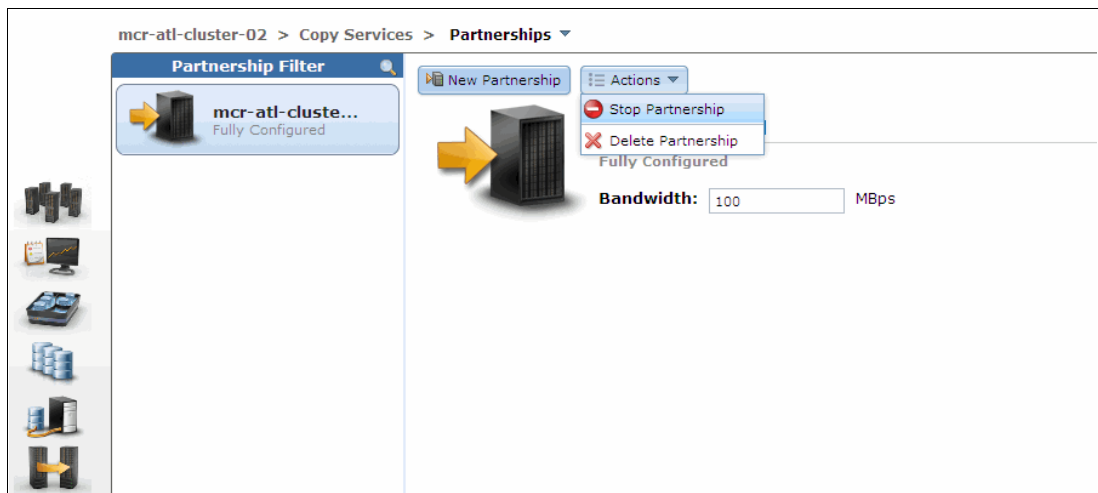 mcr-atl-cluster-02 > Copy Services > Partnerships
Partnership Filter
mcr-atl-cluste...
Fully Configured
New Partnership
Actions
Stop Partnership
Delete Partnership
Fully Configured
Bandwidth: 100 MBps